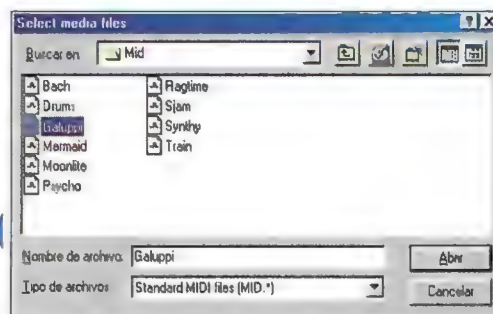 Select media files
Buscar en: Mid
Bach
Drums
Galuppi
Mermaid
Moonlite
Psycho
Ragtime
Sjam
Synthy
Train
Nombre de archivo: Galuppi
Abrir
Tipo de archivos: Standard MIDI files (MID.*)
Cancelar